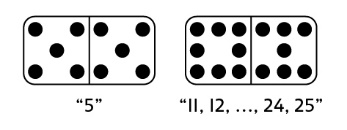 “5”
“11, 12, ..., 24, 25”